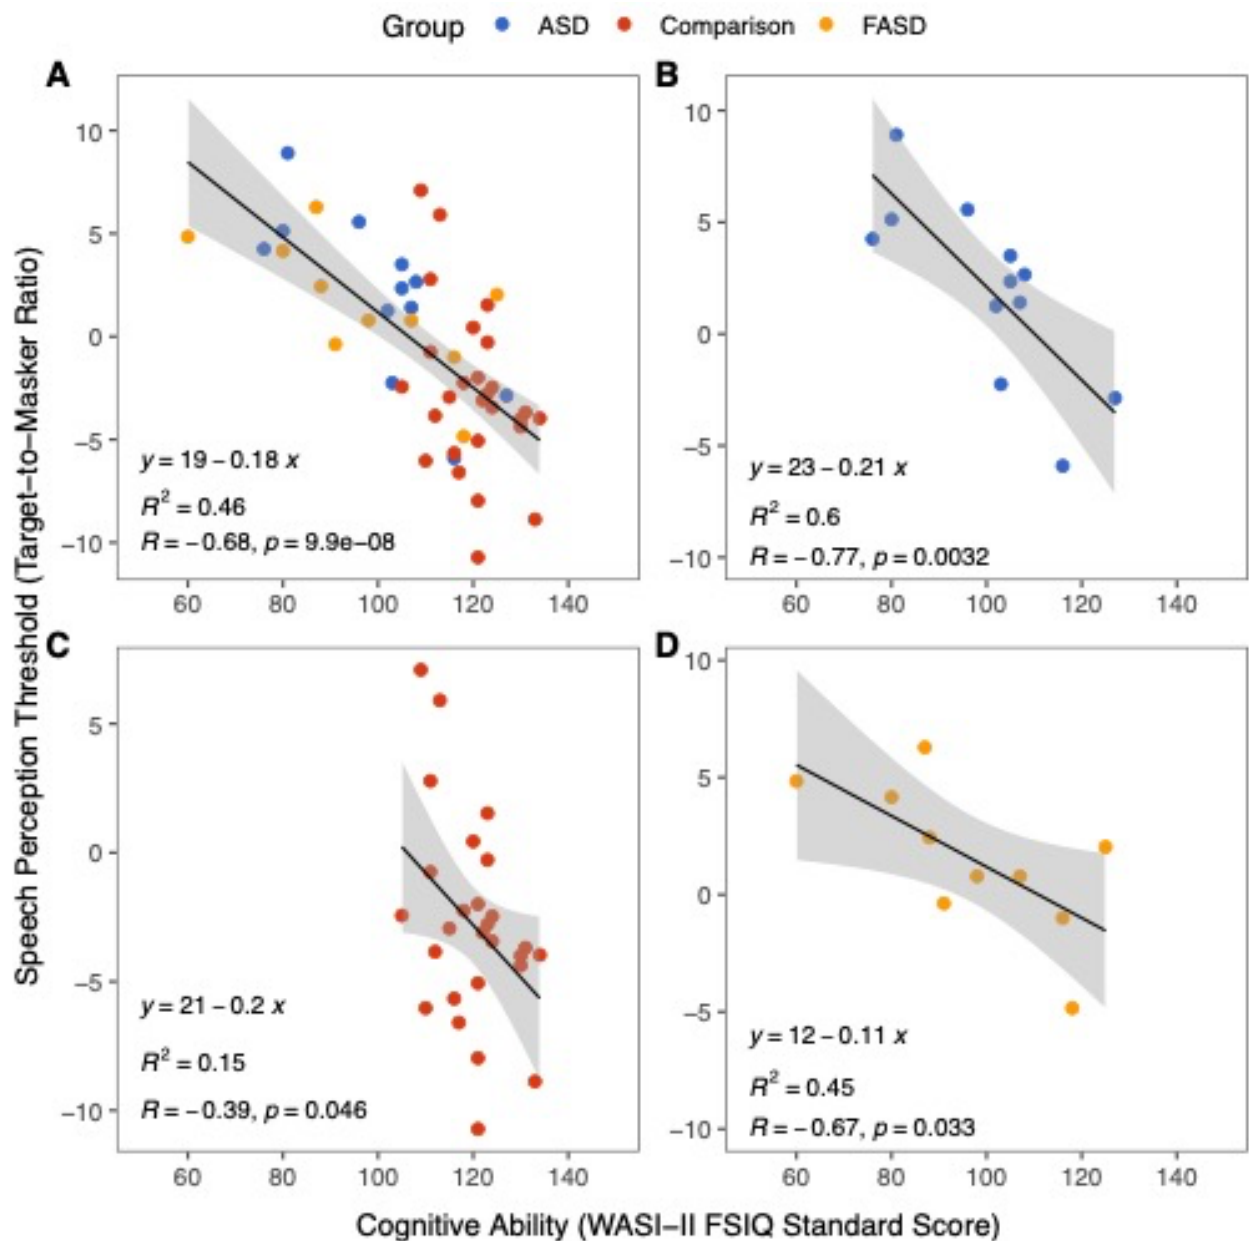 Group ASD Comparison FASD
A
10
5
0
−5
−10
y = 19 − 0.18 x
R² = 0.46
R = −0.68, p = 9.9e−08
60 80 100 120 140
B
10
5
0
−5
−10
y = 23 − 0.21 x
R² = 0.6
R = −0.77, p = 0.0032
60 80 100 120 140
C
5
0
−5
−10
y = 21 − 0.2 x
R² = 0.15
R = −0.39, p = 0.046
60 80 100 120 140
D
10
5
0
−5
−10
y = 12 − 0.11 x
R² = 0.45
R = −0.67, p = 0.033
60 80 100 120 140
Speech Perception Threshold (Target−to−Masker Ratio)
Cognitive Ability (WASI−II FSIQ Standard Score)